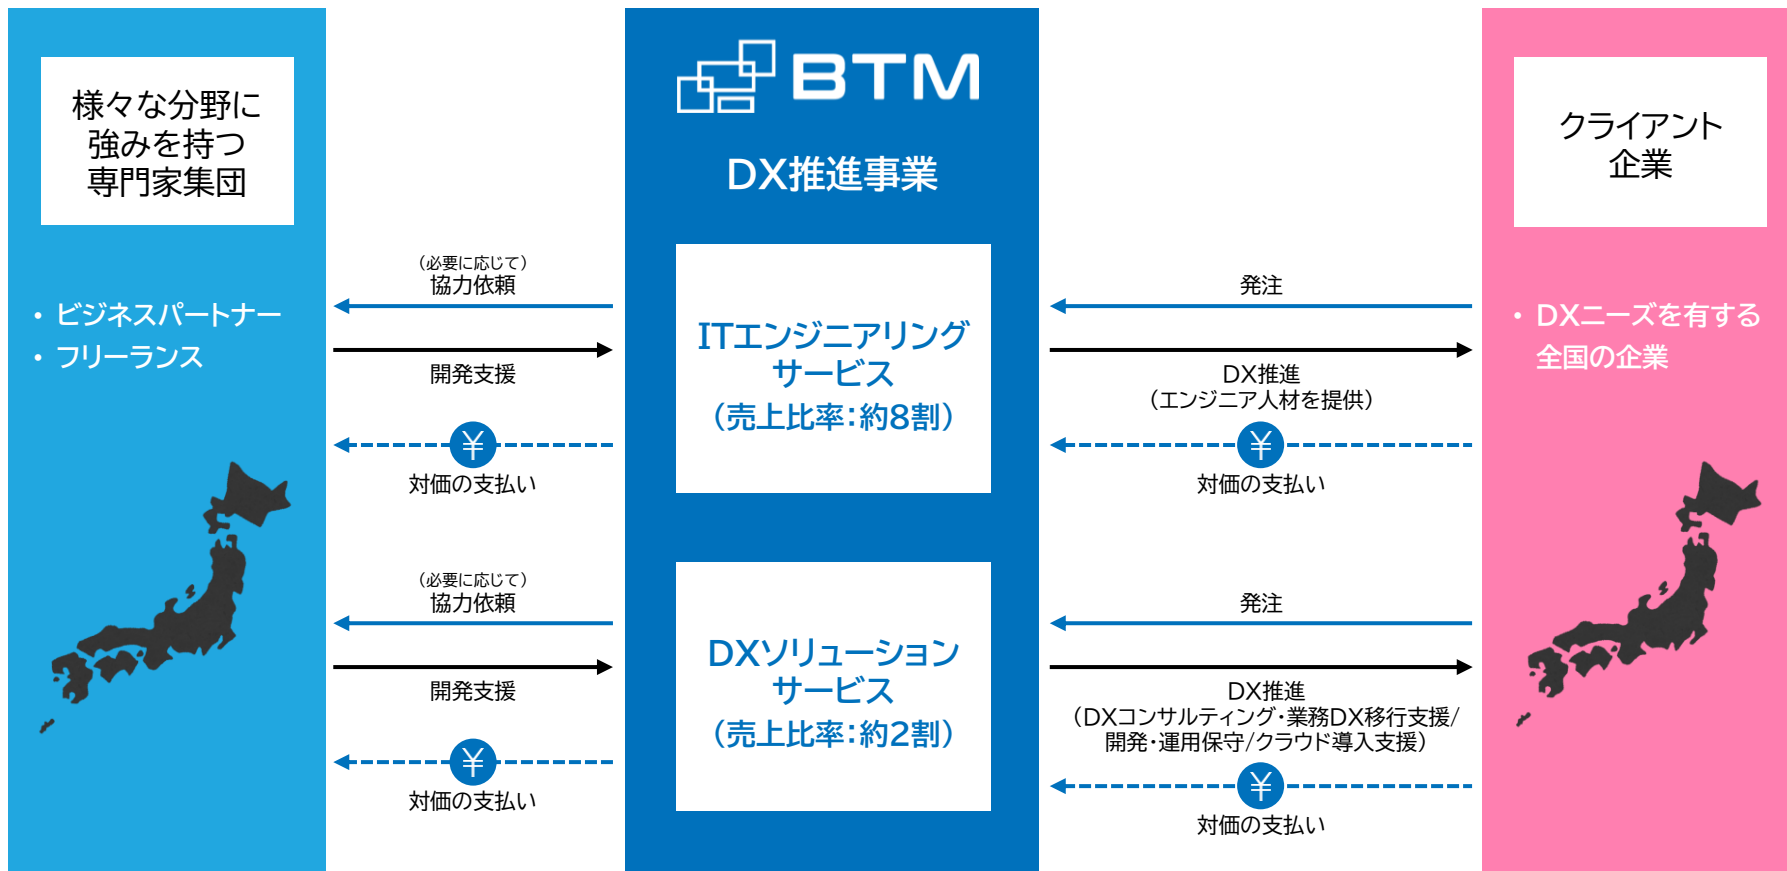 様々な分野に
強みを持つ
専門家集団
・ビジネスパートナー
・フリーランス
（必要に応じて）
協力依頼
開発支援
¥
対価の支払い
（必要に応じて）
協力依頼
開発支援
¥
対価の支払い
BTM
DX推進事業
ITエンジニアリング
サービス
（売上比率：約8割）
DXソリューション
サービス
（売上比率：約2割）
発注
DX推進
（エンジニア人材を提供）
¥
対価の支払い
発注
DX推進
（DXコンサルティング・業務DX移行支援/
開発・運用保守/クラウド導入支援）
¥
対価の支払い
クライアント
企業
・DXニーズを有する
全国の企業